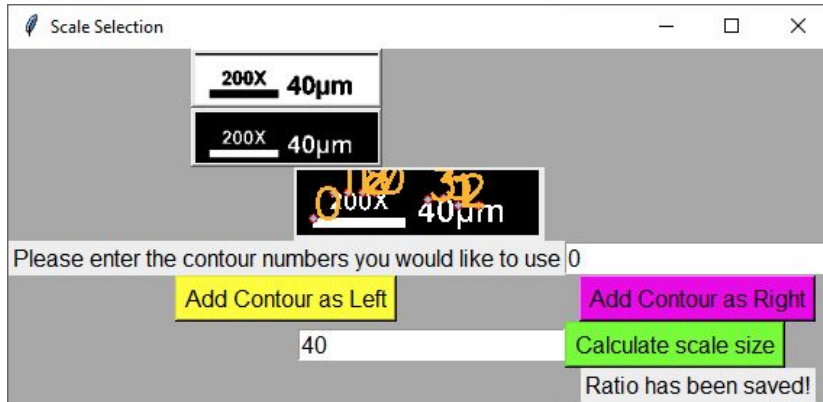 Scale Selection
200X 40µm
200X 40µm
0
200X 40µm
Please enter the contour numbers you would like to use 0
Add Contour as Left Add Contour as Right
40 Calculate scale size
Ratio has been saved!